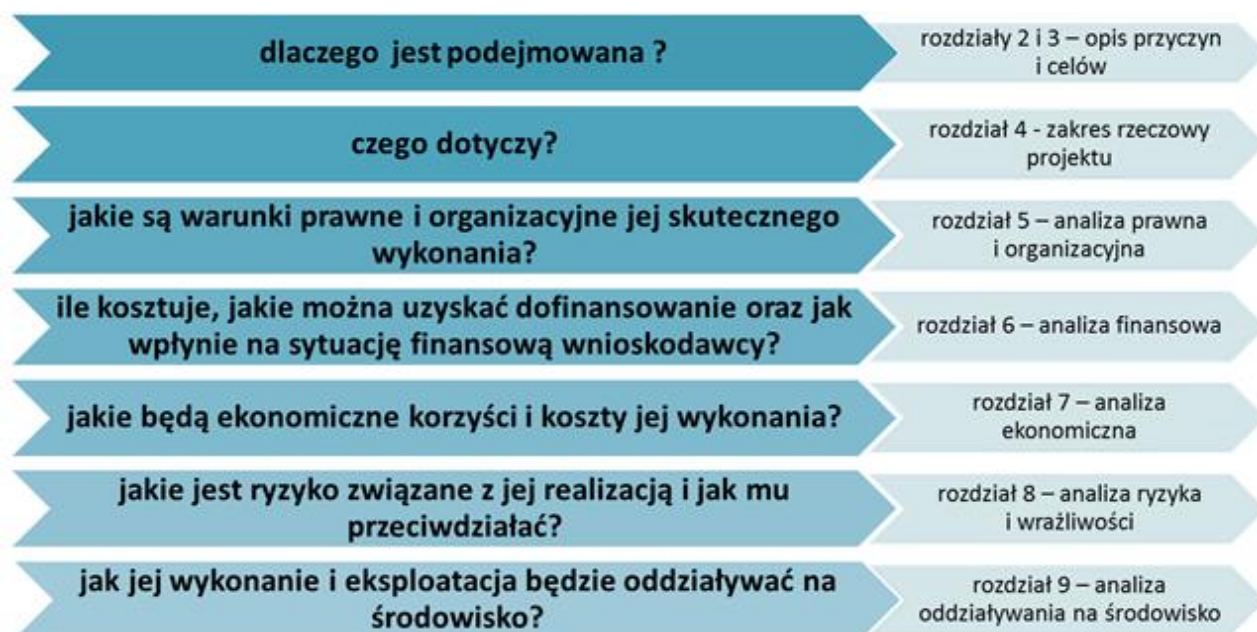 dlaczego jest podejmowana ?
rozdziały 2 i 3 – opis przyczyn
i celów
czego dotyczy?
rozdział 4 - zakres rzeczowy
projektu
jakie są warunki prawne i organizacyjne jej skutecznego
wykonania?
rozdział 5 – analiza prawna
i organizacyjna
ile kosztuje, jakie można uzyskać dofinansowanie oraz jak
wpłynie na sytuację finansową wnioskodawcy?
rozdział 6 – analiza finansowa
jakie będą ekonomiczne korzyści i koszty jej wykonania?
rozdział 7 – analiza
ekonomiczna
jakie jest ryzyko związane z jej realizacją i jak mu
przeciwdziałać?
rozdział 8 – analiza ryzyka
i wrażliwości
jak jej wykonanie i eksploatacja będzie oddziaływać na
środowisko?
rozdział 9 – analiza
oddziaływania na środowisko